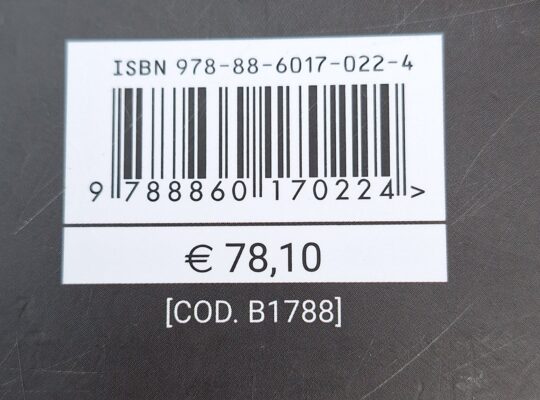 ISBN 978-88-6017-022-4
9 788860 170224 >
€ 78,10
[COD. B1788]